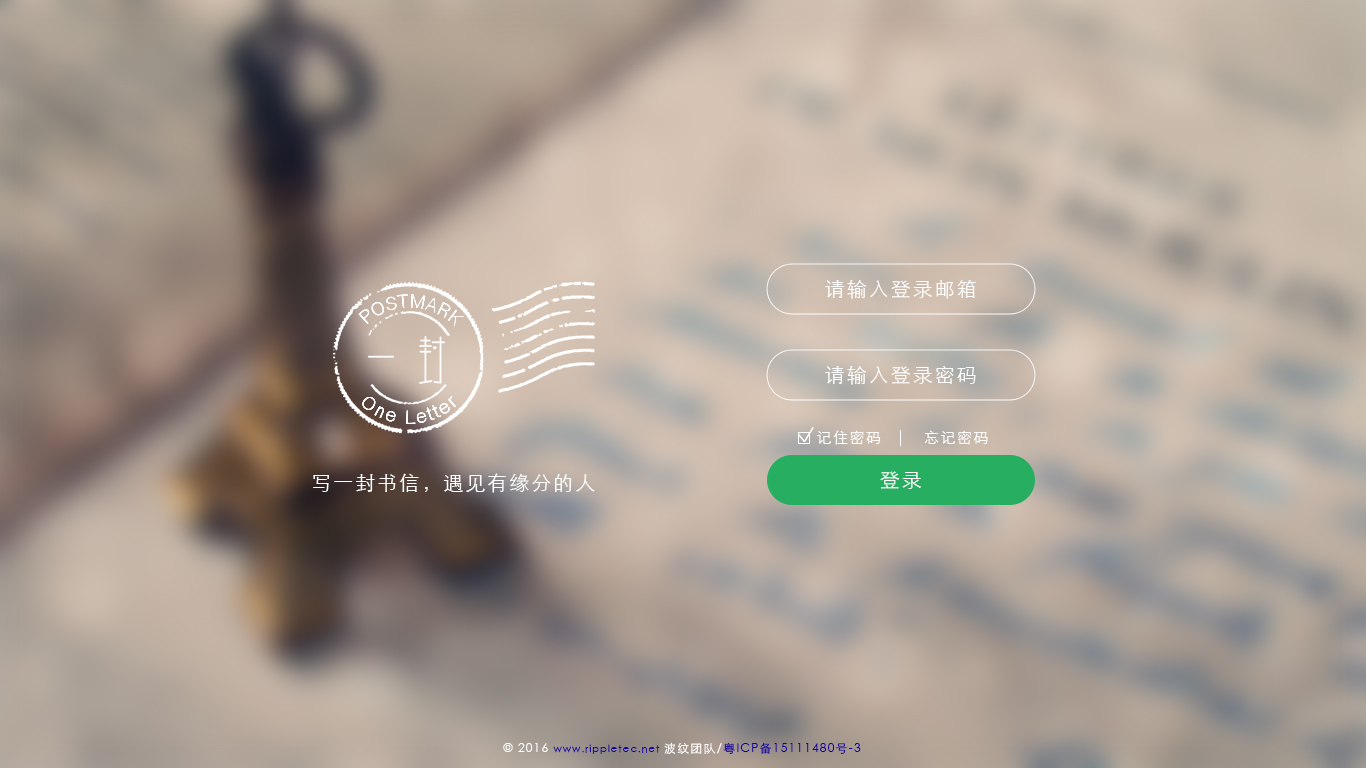 POSTMARK
一封
One Letter
写一封书信，遇见有缘分的人
请输入登录邮箱
请输入登录密码
记住密码 | 忘记密码
登录
© 2016 www.rippletec.net 波纹团队/粤ICP备15111480号-3